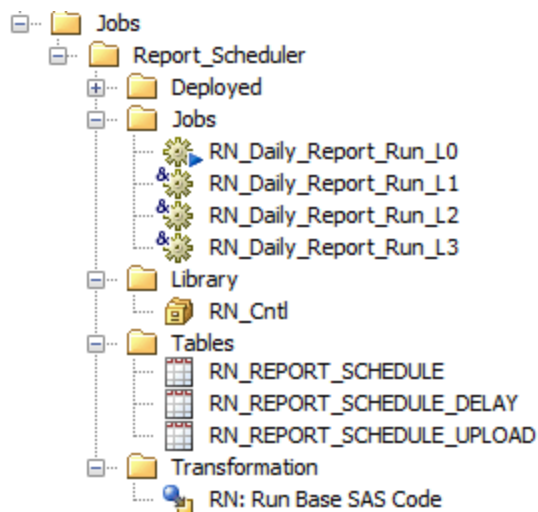 Jobs
Report_Scheduler
Deployed
Jobs
RN_Daily_Report_Run_L0
& RN_Daily_Report_Run_L1
& RN_Daily_Report_Run_L2
& RN_Daily_Report_Run_L3
Library
RN_Cntl
Tables
RN_REPORT_SCHEDULE
RN_REPORT_SCHEDULE_DELAY
RN_REPORT_SCHEDULE_UPLOAD
Transformation
RN: Run Base SAS Code